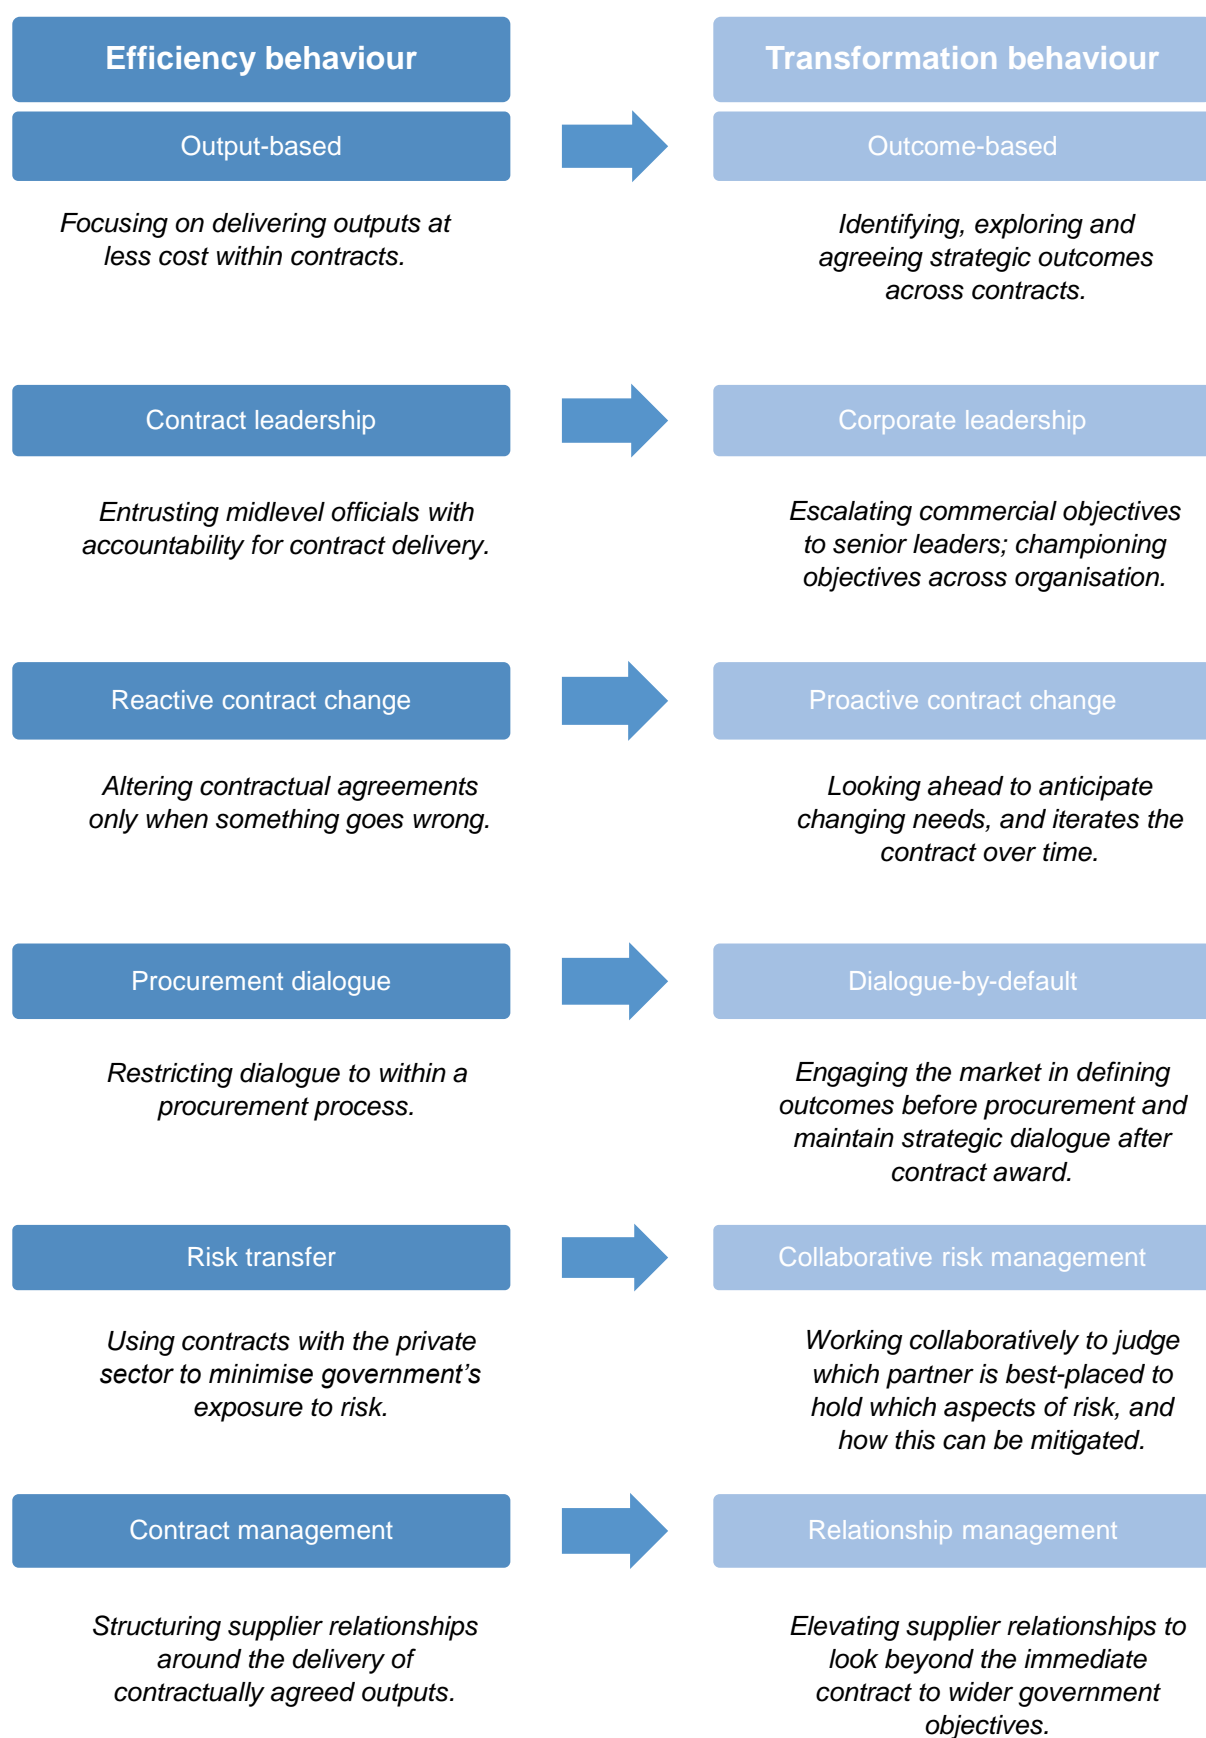 Efficiency behaviour
Transformation behaviour
Output-based
Outcome-based
Focusing on delivering outputs at
less cost within contracts.
Identifying, exploring and
agreeing strategic outcomes
across contracts.
Contract leadership
Corporate leadership
Entrusting midlevel officials with
accountability for contract delivery.
Escalating commercial objectives
to senior leaders; championing
objectives across organisation.
Reactive contract change
Proactive contract change
Altering contractual agreements
only when something goes wrong.
Looking ahead to anticipate
changing needs, and iterates the
contract over time.
Procurement dialogue
Dialogue-by-default
Restricting dialogue to within a
procurement process.
Engaging the market in defining
outcomes before procurement and
maintain strategic dialogue after
contract award.
Risk transfer
Collaborative risk management
Using contracts with the private
sector to minimise government’s
exposure to risk.
Working collaboratively to judge
which partner is best-placed to
hold which aspects of risk, and
how this can be mitigated.
Contract management
Relationship management
Structuring supplier relationships
around the delivery of
contractually agreed outputs.
Elevating supplier relationships to
look beyond the immediate
contract to wider government
objectives.